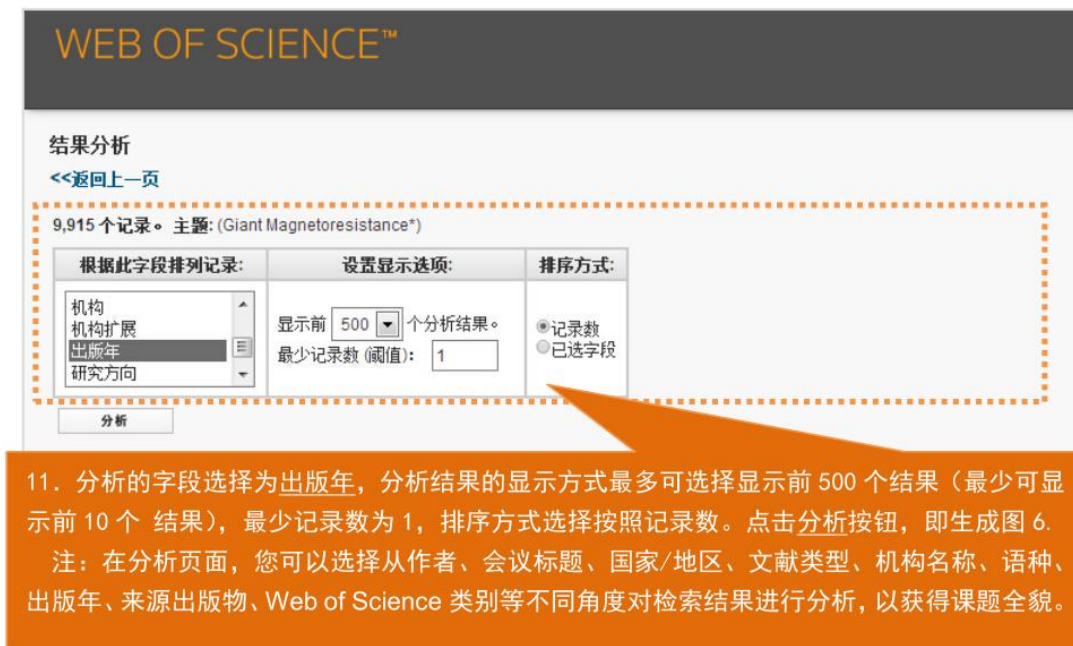 WEB OF SCIENCE™
结果分析
<<返回上一页
9,915 个记录。 主题: (Giant Magnetoresistance*)
根据此字段排列记录: 设置显示选项: 排序方式:
机构
机构扩展
出版年
研究方向
显示前 500 个分析结果。
最少记录数 (阈值): 1
记录数
已选字段
分析
11. 分析的字段选择为出版年，分析结果的显示方式最多可选择显示前 500 个结果（最少可显
示前 10 个 结果），最少记录数为 1，排序方式选择按照记录数。点击分析按钮，即生成图 6.
注：在分析页面，您可以选择从作者、会议标题、国家/地区、文献类型、机构名称、语种、
出版年、来源出版物、Web of Science 类别等不同角度对检索结果进行分析，以获得课题全貌。